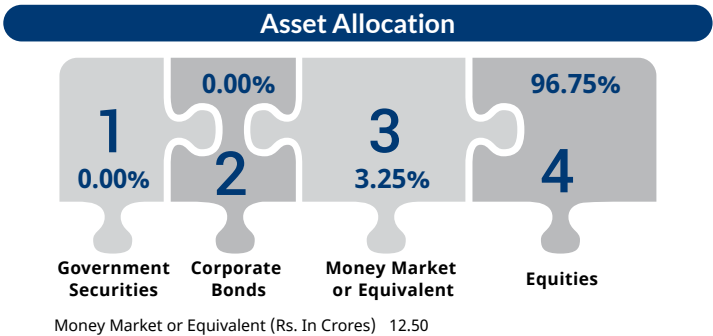 Asset Allocation
1
0.00%
0.00%
2
3
3.25%
96.75%
4
Government
Securities
Corporate
Bonds
Money Market
or Equivalent
Equities
Money Market or Equivalent (Rs. In Crores) 12.50